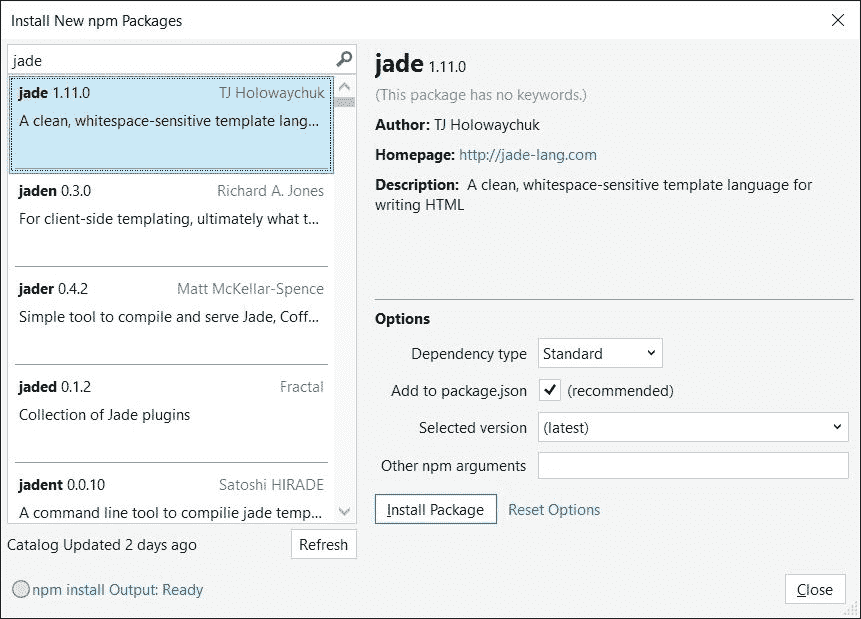 Install New npm Packages
jade
jade 1.11.0 TJ Holowaychuk
A clean, whitespace-sensitive template lang...
jaden 0.3.0 Richard A. Jones
For client-side templating, ultimately what t...
jader 0.4.2 Matt McKellar-Spence
Simple tool to compile and serve Jade, Coff...
jaded 0.1.2 Fractal
Collection of Jade plugins
jadent 0.0.10 Satoshi HIRADE
A command line tool to compilie jade temp...
Catalog Updated 2 days ago
Refresh
npm install Output: Ready
jade 1.11.0
(This package has no keywords.)
Author: TJ Holowaychuk
Homepage: http://jade-lang.com
Description: A clean, whitespace-sensitive template language for
writing HTML
Options
Dependency type Standard
Add to package.json (recommended)
Selected version (latest)
Other npm arguments
Install Package Reset Options
Close